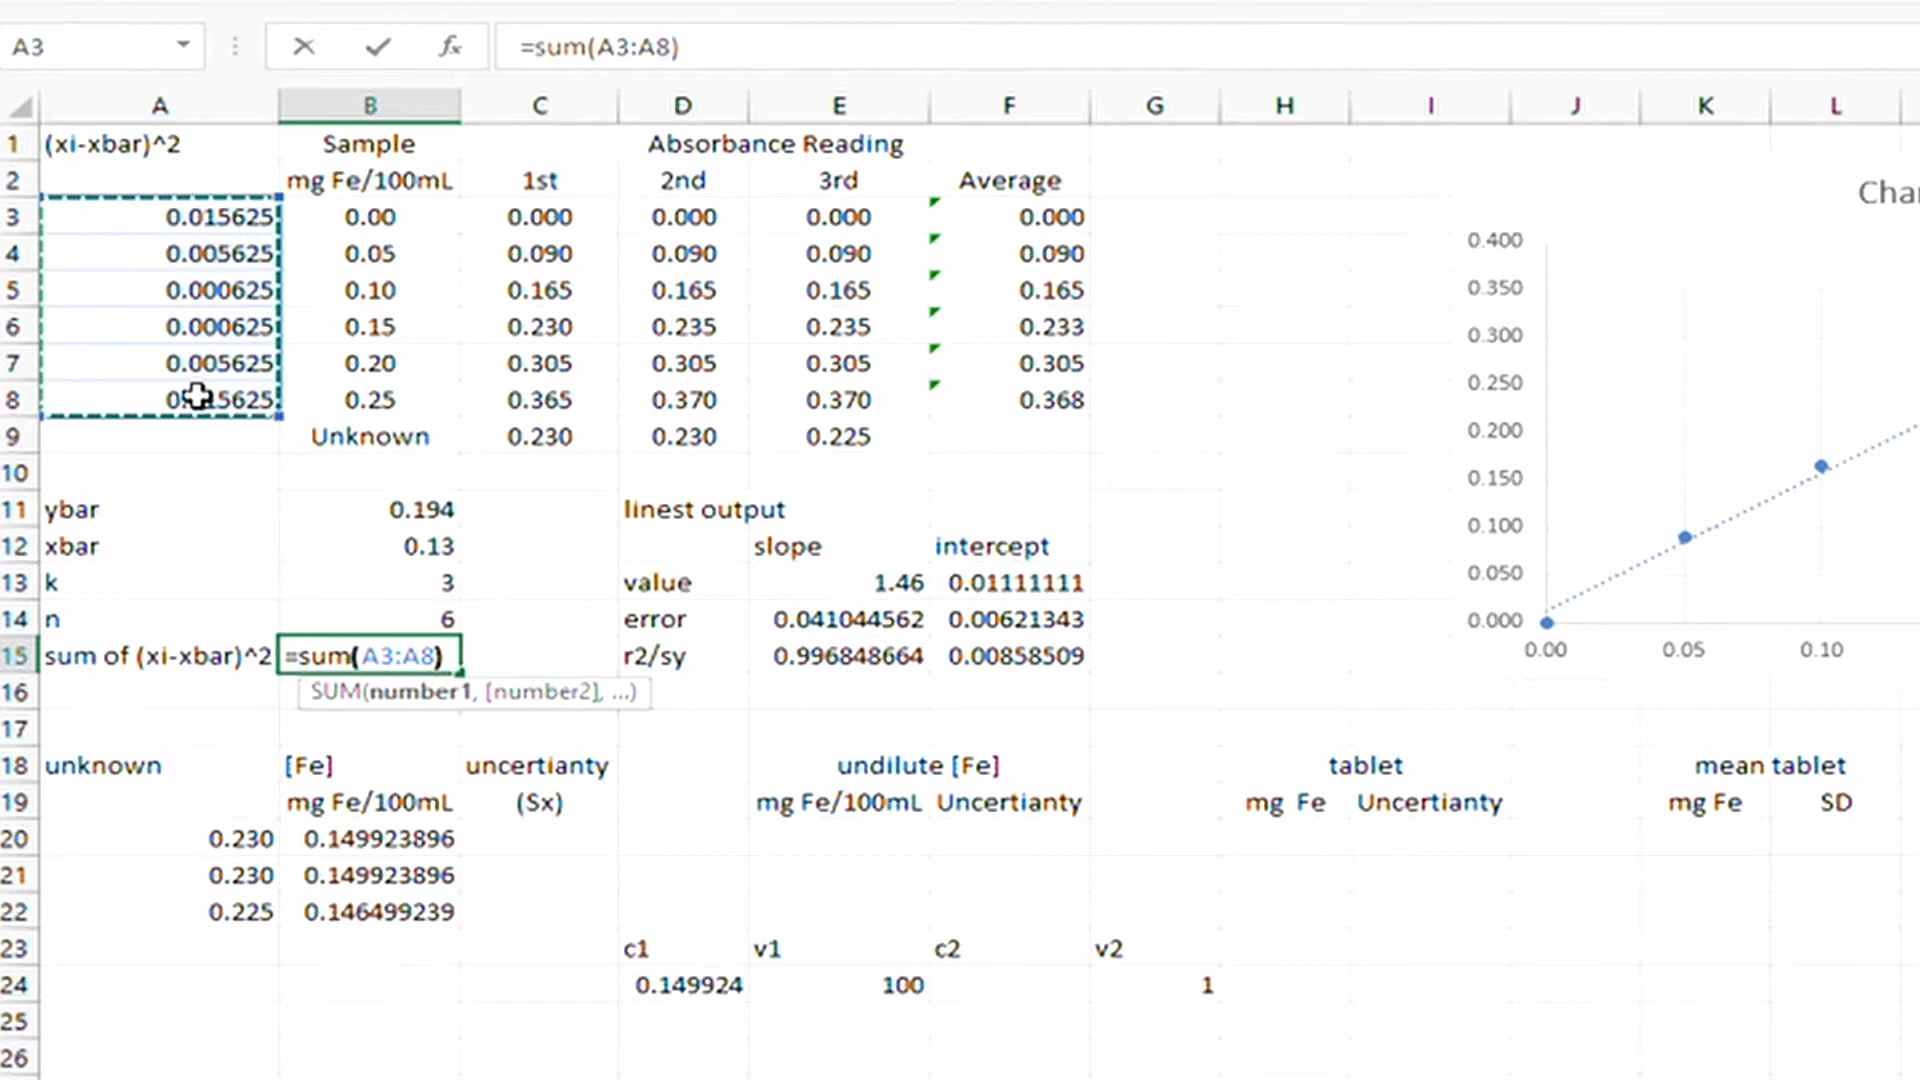 A3 fx =sum(A3:A8)
A B C D E F G H I J K L
1 (xi-xbar)^2 Sample Absorbance Reading
2 mg Fe/100mL 1st 2nd 3rd Average
3 0.015625 0.00 0.000 0.000 0.000 0.000
4 0.005625 0.05 0.090 0.090 0.090 0.090
5 0.000625 0.10 0.165 0.165 0.165 0.165
6 0.000625 0.15 0.230 0.235 0.235 0.233
7 0.005625 0.20 0.305 0.305 0.305 0.305
8 0.25 0.365 0.370 0.370 0.368
9 Unknown 0.230 0.230 0.225
10
11 ybar 0.194 linest output
12 xbar 0.13 slope intercept
13 k 3 value 1.46 0.01111111
14 n 6 error 0.041044562 0.00621343
15 sum of (xi-xbar)^2 =sum(A3:A8) r2/sy 0.996848664 0.00858509
16 SUM(number1, [number2], ...)
17
18 unknown [Fe] uncertianty undilute [Fe] tablet mean tablet
19 mg Fe/100mL (Sx) mg Fe/100mL Uncertianty mg Fe Uncertianty mg Fe SD
20 0.230 0.149923896
21 0.230 0.149923896
22 0.225 0.146499239
23 c1 v1 c2 v2
24 0.149924 100 1
25
26
0.400
0.350
0.300
0.250
0.200
0.150
0.100
0.050
0.000
0.00 0.05 0.10